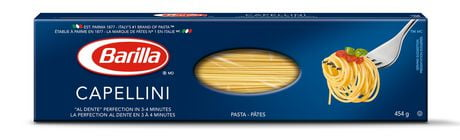 EST. PARMA 1877 - ITALY'S #1 BRAND OF PASTA™
ÉTABLIE À PARME EN 1877 - LA MARQUE DE PÂTES Nº 1 EN ITALIE™
Barilla
MD
CAPELLINI
"AL DENTE" PERFECTION IN 3-4 MINUTES
LA PERFECTION AL DENTE EN 3 À 4 MINUTES
PASTA - PÂTES
454 g